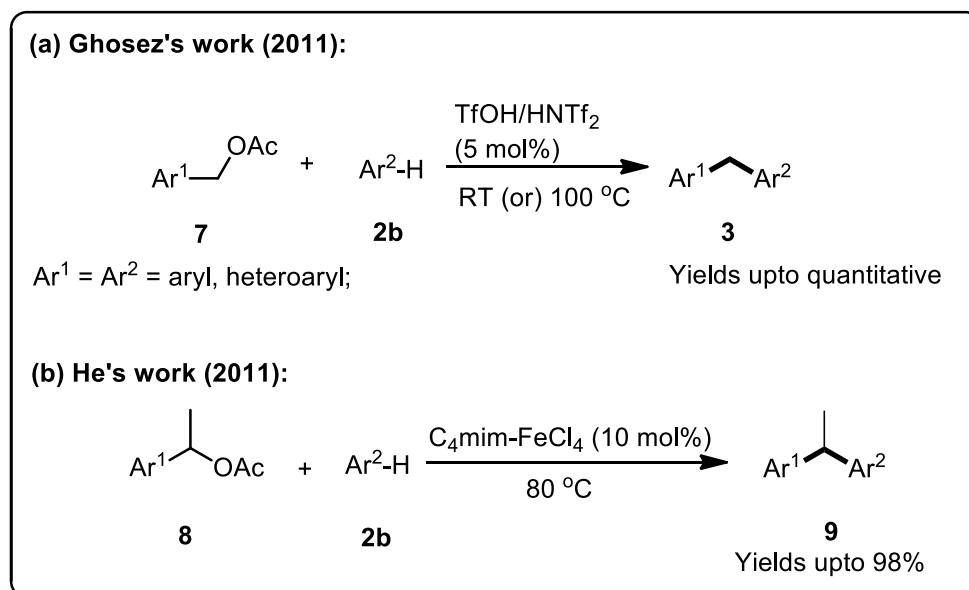 (a) Ghosez's work (2011):
TfOH/HNTf₂
OAc
(5 mol%)
Ar¹ + Ar²-H Ar¹ Ar²
RT (or) 100 °C
7 2b 3
Ar¹ = Ar² = aryl, heteroaryl; Yields upto quantitative
(b) He's work (2011):
C₄mim-FeCl₄ (10 mol%)
Ar¹ OAc + Ar²-H Ar¹ Ar²
80 °C
8 2b 9
Yields upto 98%